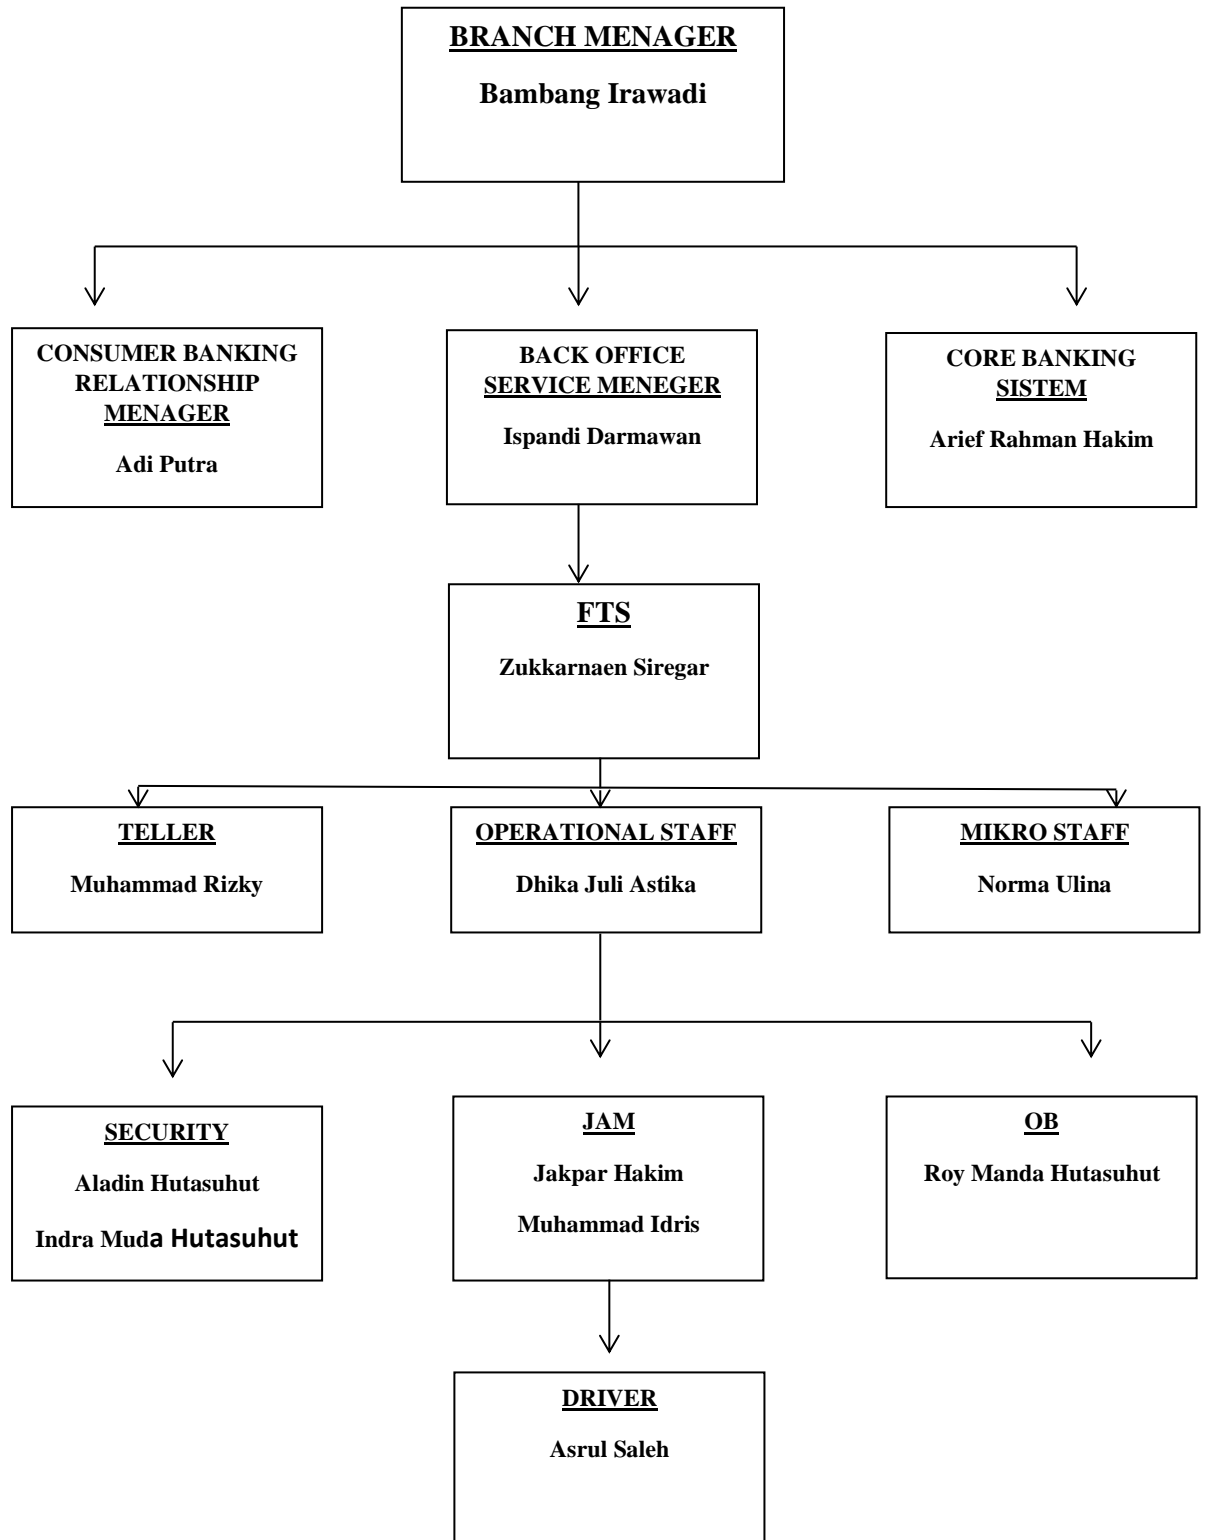 BRANCH MENAGER
Bambang Irawadi
CONSUMER BANKING
RELATIONSHIP
MENAGER
Adi Putra
BACK OFFICE
SERVICE MENEGER
Ispandi Darmawan
CORE BANKING
SISTEM
Arief Rahman Hakim
FTS
Zukkarnaen Siregar
TELLER
Muhammad Rizky
OPERATIONAL STAFF
Dhika Juli Astika
MIKRO STAFF
Norma Ulina
SECURITY
Aladin Hutasuhut
Indra Muda Hutasuhut
JAM
Jakpar Hakim
Muhammad Idris
OB
Roy Manda Hutasuhut
DRIVER
Asrul Saleh